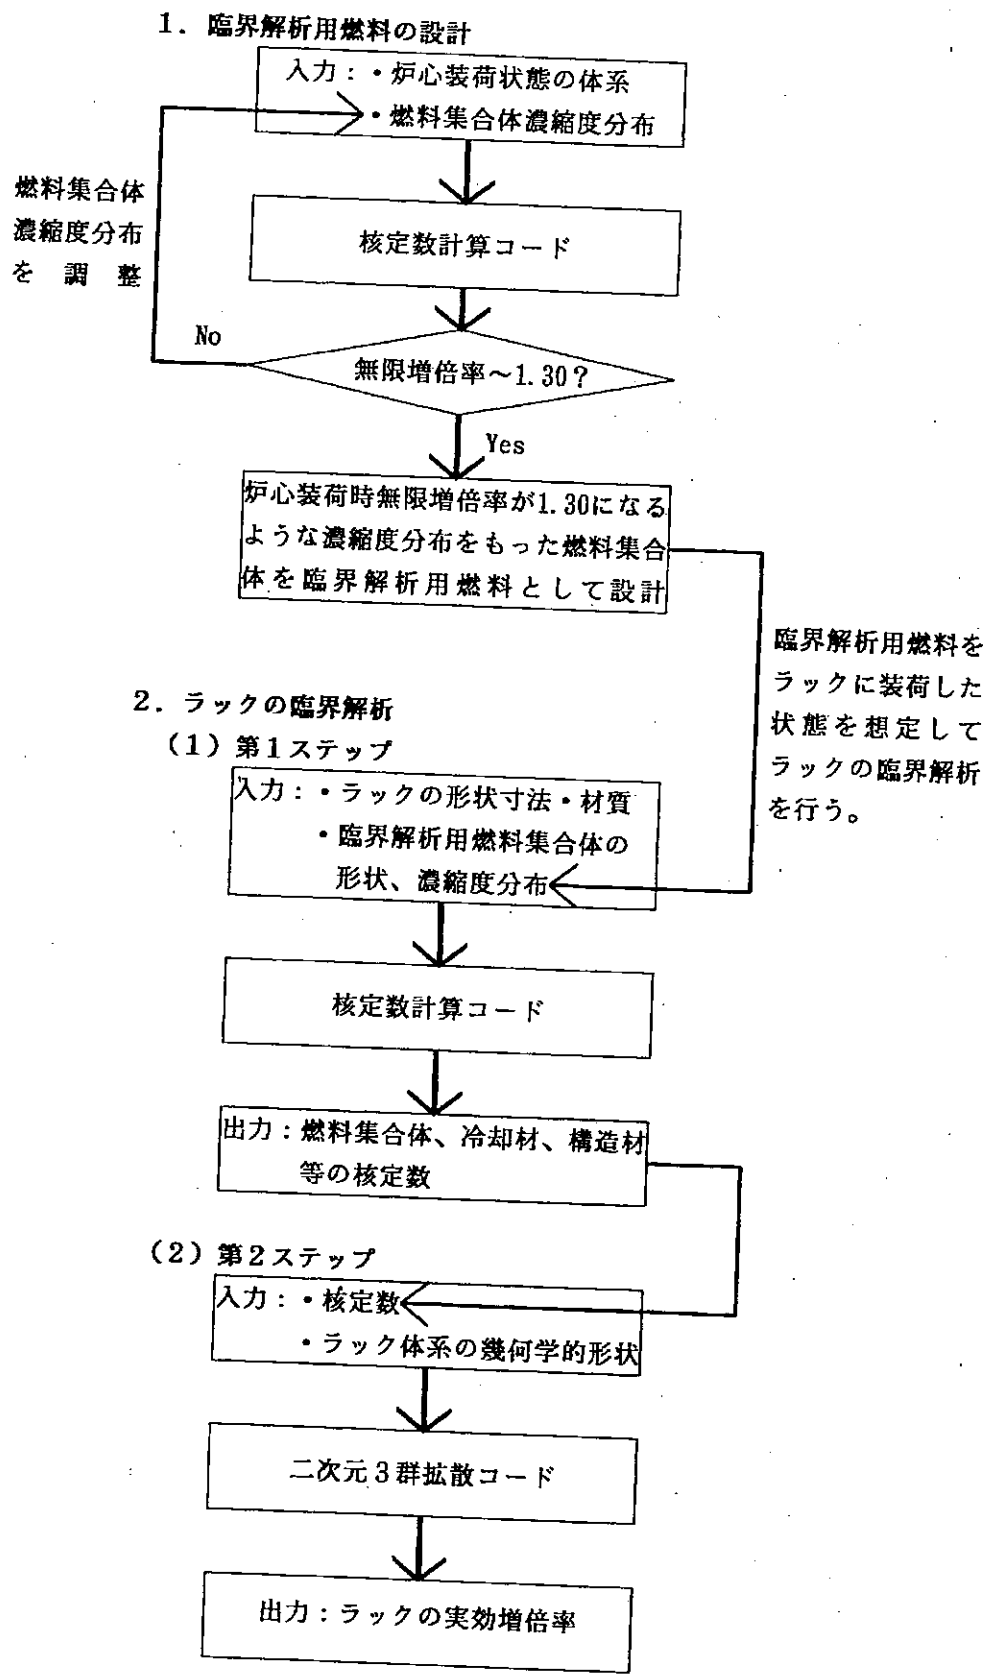 1. 臨界解析用燃料の設計
入力:・炉心装荷状態の体系
・燃料集合体濃縮度分布
燃料集合体
濃縮度分布
を調整
核定数計算コード
No
無限増倍率~1.30?
Yes
炉心装荷時無限増倍率が1.30になる
ような濃縮度分布をもった燃料集合
体を臨界解析用燃料として設計
臨界解析用燃料を
ラックに装荷した
状態を想定して
ラックの臨界解析
を行う。
2. ラックの臨界解析
(1)第1ステップ
入力:・ラックの形状寸法・材質
・臨界解析用燃料集合体の
形状、濃縮度分布
核定数計算コード
出力:燃料集合体、冷却材、構造材
等の核定数
(2)第2ステップ
入力:・核定数
・ラック体系の幾何学的形状
二次元3群拡散コード
出力:ラックの実効増倍率